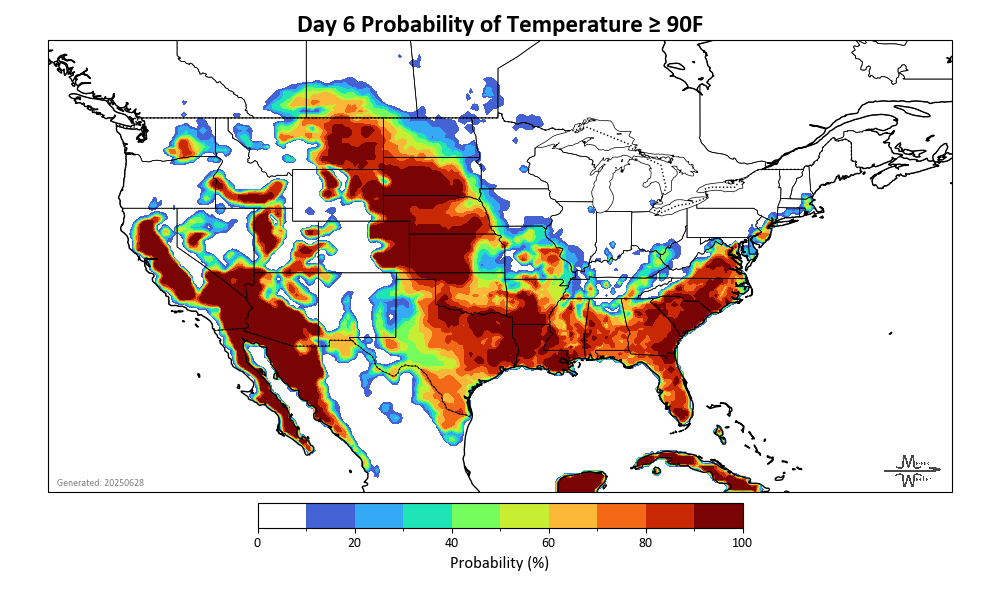 Day 6 Probability of Temperature ≥ 90F
Generated: 20250628
0 20 40 60 80 100
Probability (%)